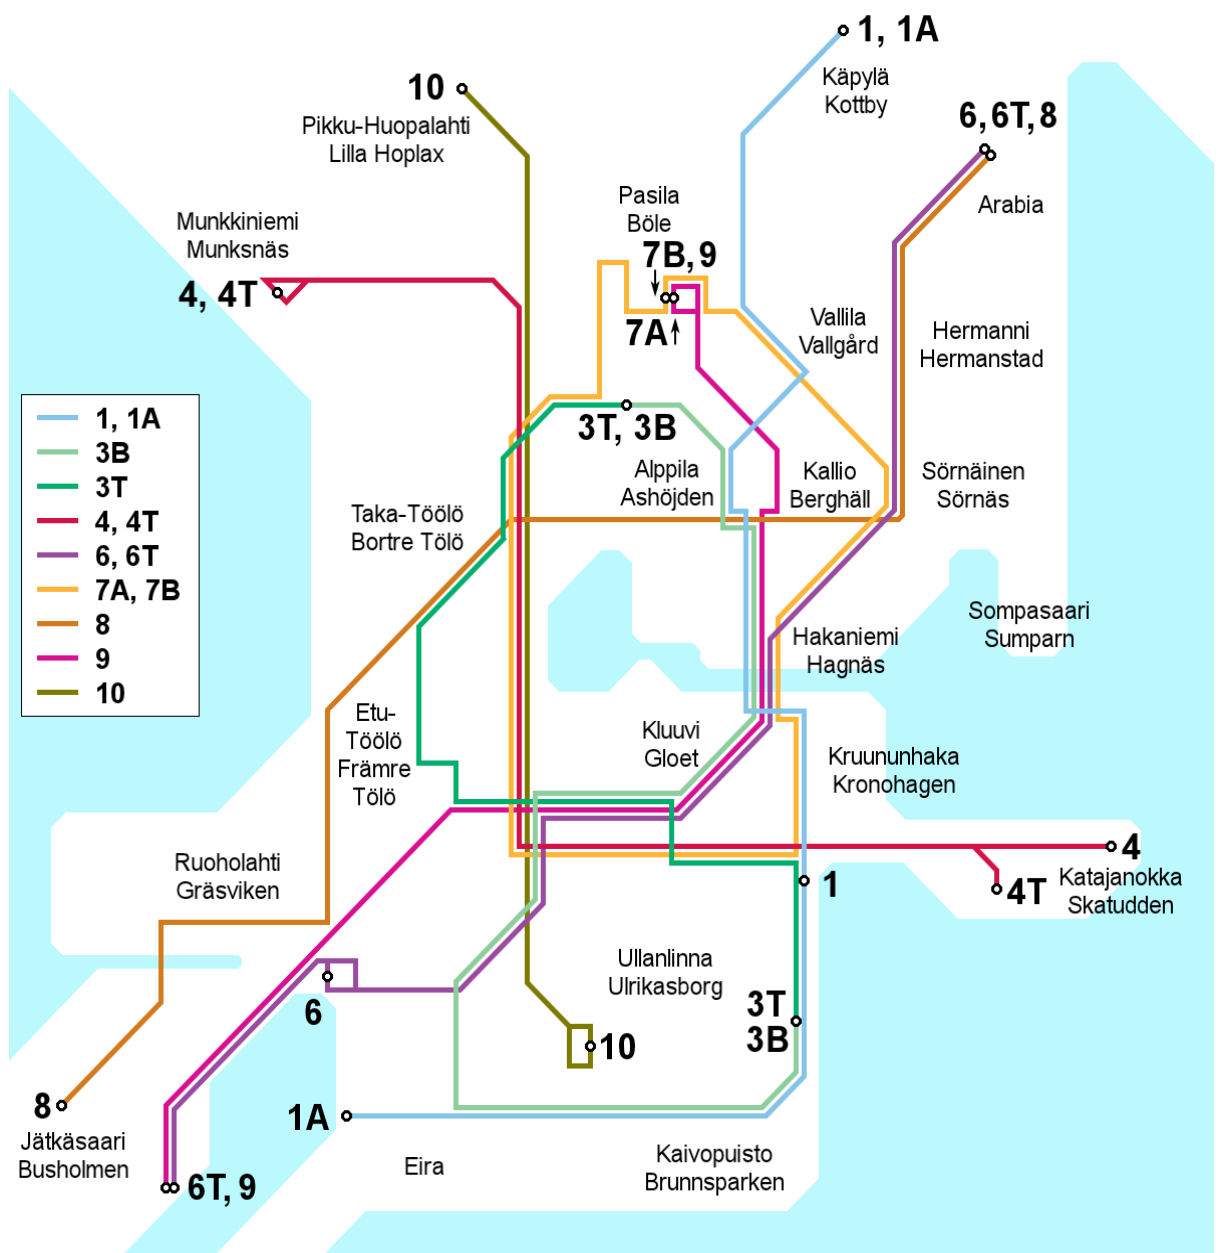 1, 1A
Käpylä
Kottby
10
Pikku-Huopalahti
Lilla Hoplax
6, 6T, 8
Arabia
Pasila
Böle
7B, 9
7A
Munkkiniemi
Munksnäs
4, 4T
Vallila
Vallgård
Hermanni
Hermanstad
1, 1A
3B
3T
4, 4T
6, 6T
7A, 7B
8
9
10
3T, 3B
Alppila
Ashöjden
Kallio
Berghäll
Sörnäinen
Sörnäs
Taka-Töölö
Bortre Tölö
Sompasaari
Sumparn
Hakaniemi
Hagnäs
Etu-
Töölö
Främre
Tölö
Kluuvi
Gloet
Kruununhaka
Kronohagen
Ruoholahti
Gräsviken
4
Katajanokka
Skatudden
4T
1
Ullanlinna
Ulrikasborg
3T
3B
6
10
8
Jätkäsaari
Busholmen
1A
6T, 9
Eira
Kaivopuisto
Brunnsparken